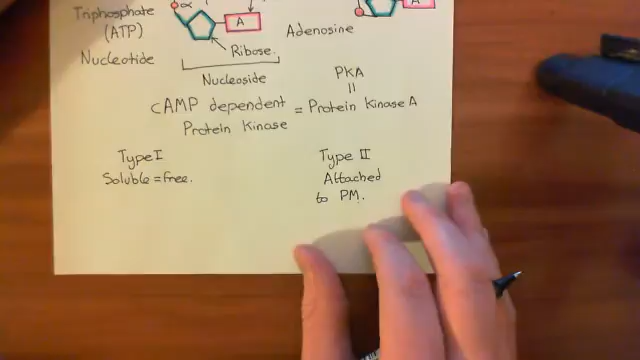 Triphosphate
(ATP)
Nucleotide
α
A
Ribose.
Nucleoside
A
Adenosine
cAMP dependent
Protein Kinase
= Protein kinase A
PKA
=
Type I
Soluble = free.
Type II
Attached
to PM.